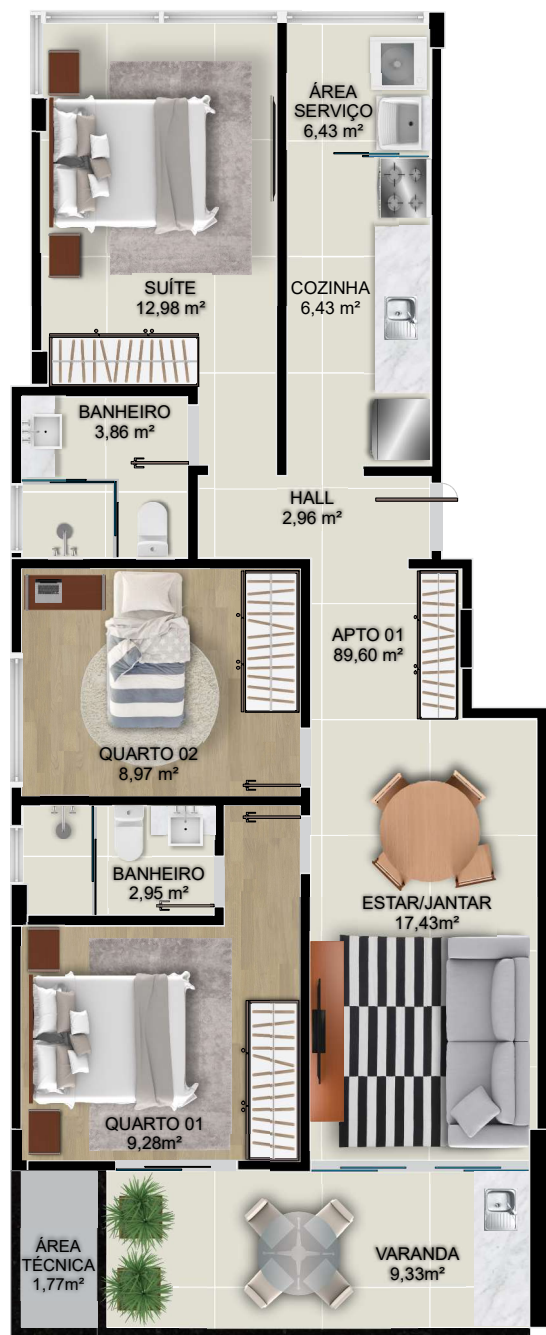 ÁREA
SERVIÇO
6,43 m²
SUÍTE
12,98 m²
COZINHA
6,43 m²
BANHEIRO
3,86 m²
HALL
2,96 m²
APTO 01
89,60 m²
QUARTO 02
8,97 m²
BANHEIRO
2,95 m²
ESTAR/JANTAR
17,43m²
QUARTO 01
9,28m²
ÁREA
TÉCNICA
1,77m²
VARANDA
9,33m²